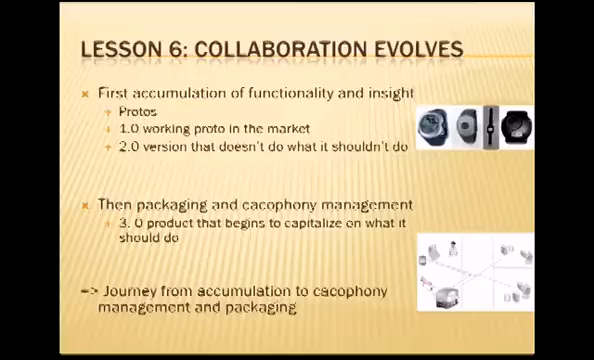 LESSON 6: COLLABORATION EVOLVES
First accumulation of functionality and insight
Protos
1.0 working proto in the market
2.0 version that doesn't do what it shouldn't do
Then packaging and cacophony management
3. 0 product that begins to capitalize on what it
should do
=> Journey from accumulation to cacophony
management and packaging